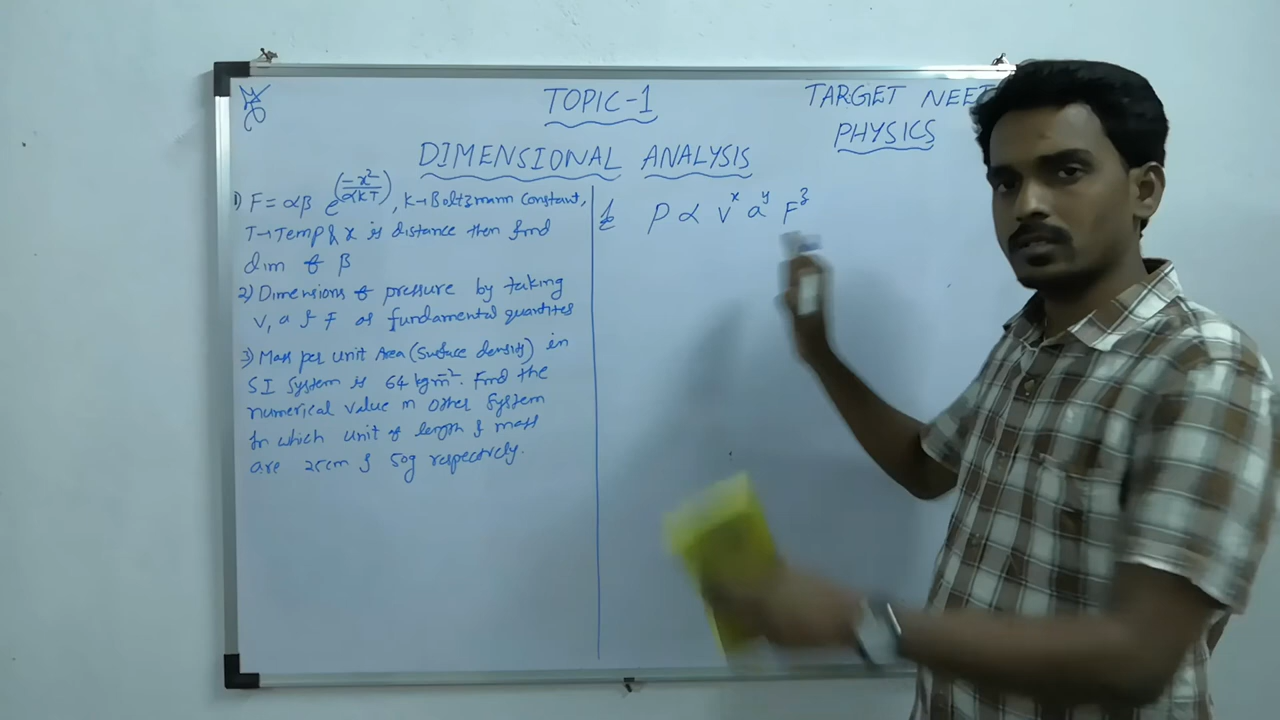 TOPIC-1
TARGET NEET
PHYSICS
DIMENSIONAL ANALYSIS
1) F = αβ e^(-x²/αKT), K→Boltzmann Constant,
T→Temp & x is distance then find
dim of β
2) Dimensions of pressure by taking
V, a & F as fundamental quantites
3) Mass per unit Area (Surface density) in
SI System is 64 kgm⁻². Find the
numerical value in other System
In which unit of length & mass
are 25cm & 50g respectively.
P α V^x a^y F^z